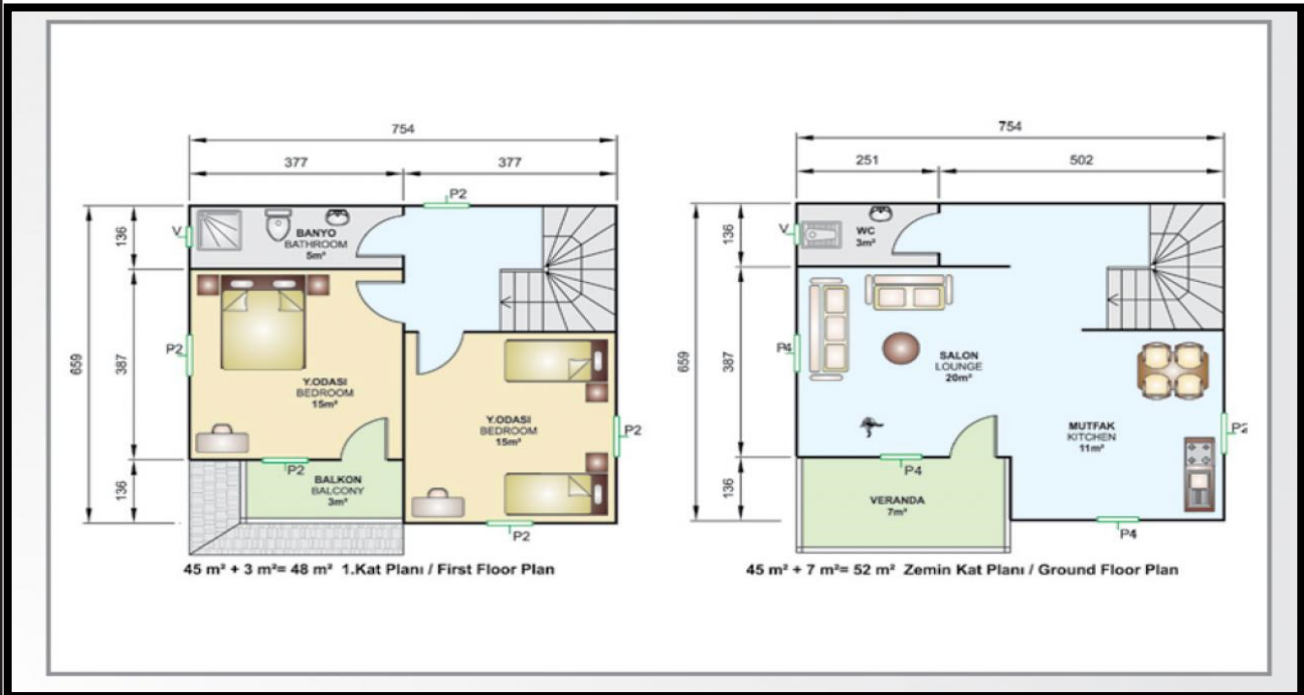 754
377 377
P2
659
136
387
136
V
BANYO
BATHROOM
5m²
P2
Y.ODASI
BEDROOM
15m²
Y.ODASI
BEDROOM
15m²
P2
P2
BALKON
BALCONY
3m²
P2
45 m² + 3 m²= 48 m² 1.Kat Planı / First Floor Plan
754
251 502
659
136
387
136
V
WC
3m²
P4
SALON
LOUNGE
20m²
MUTFAK
KITCHEN
11m²
P2
P4
VERANDA
7m²
P4
45 m² + 7 m²= 52 m² Zemin Kat Planı / Ground Floor Plan